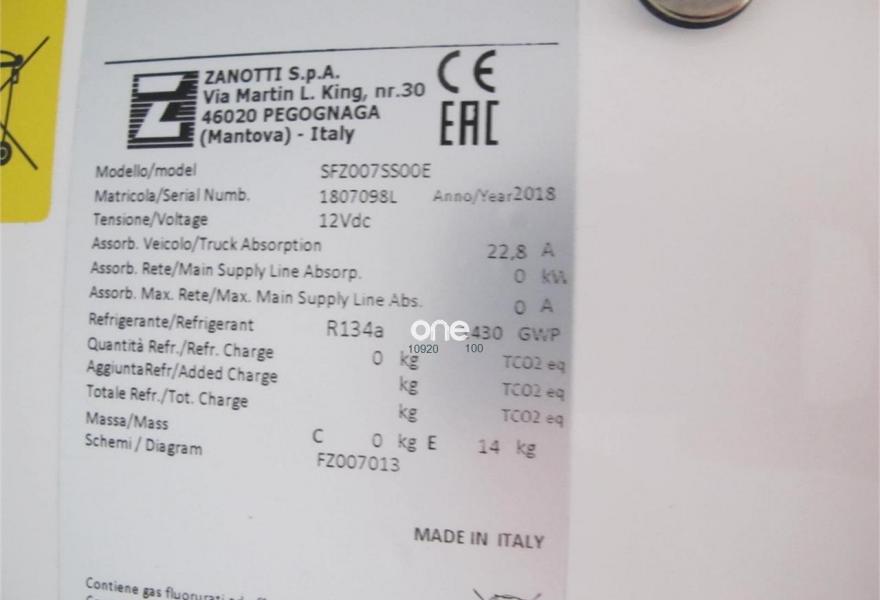 ZANOTTI S.p.A.
Via Martin L. King, nr.30
46020 PEGOGNAGA
(Mantova) - Italy
CE
EAC
Modello/model SFZ007SS00E
Matricola/Serial Numb. 1807098L Anno/Year 2018
Tensione/Voltage 12Vdc
Assorb. Veicolo/Truck Absorption 22,8 A
Assorb. Rete/Main Supply Line Absorp. 0 kW
Assorb. Max. Rete/Max. Main Supply Line Abs. 0 A
Refrigerante/Refrigerant R134a 430 GWP
one
10920 100
Quantità Refr./Refr. Charge 0 kg TCO2 eq
AggiuntaRefr/Added Charge kg TCO2 eq
Totale Refr./Tot. Charge kg TCO2 eq
Massa/Mass C 0 kg E 14 kg
Schemi / Diagram FZ007013
MADE IN ITALY
Contiene gas fluorurati